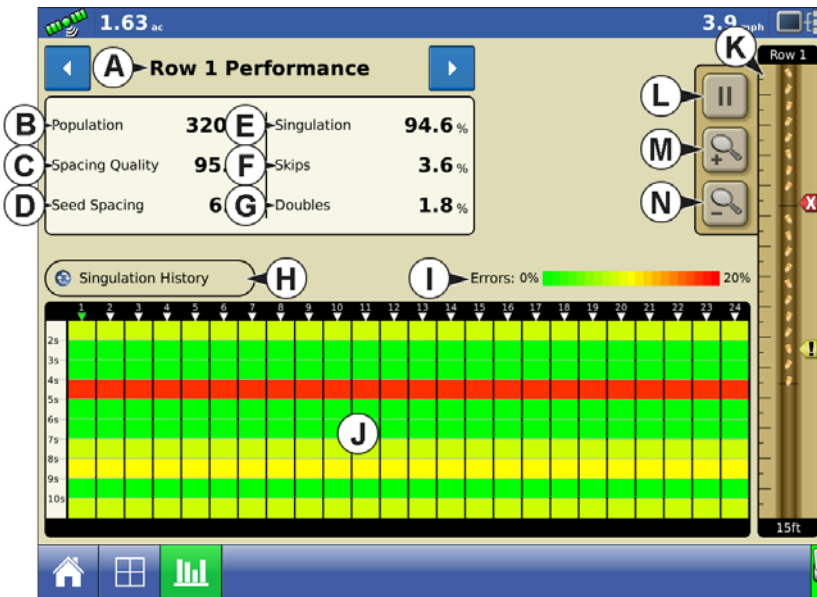 1.63 ac
3.9 mph
K
Row 1
A
Row 1 Performance
L
B
Population 320
E
Singulation 94.6 %
M
C
Spacing Quality 95.
F
Skips 3.6 %
D
Seed Spacing 6.
G
Doubles 1.8 %
N
X
Singulation History
H
I
Errors: 0% 20%
1 2 3 4 5 6 7 8 9 10 11 12 13 14 15 16 17 18 19 20 21 22 23 24
2s
3s
!
4s
5s
6s
J
7s
8s
9s
10s
15ft